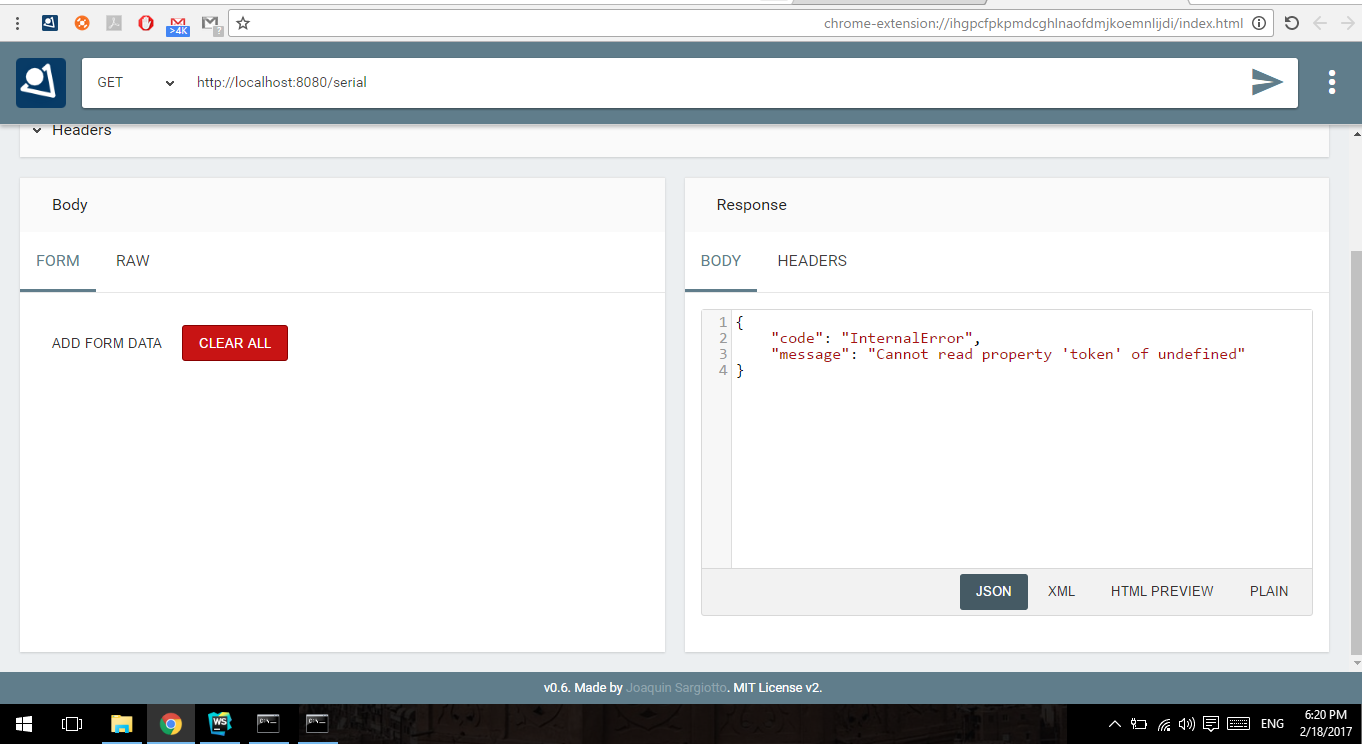 >4K
?
chrome-extension://ihgpcfpkpmdcghlnaofdmjkoemnlijdi/index.html
GET
http://localhost:8080/serial
Headers
Body
FORM
RAW
ADD FORM DATA
CLEAR ALL
Response
BODY
HEADERS
1 {
2 "code": "InternalError",
3 "message": "Cannot read property 'token' of undefined"
4 }
JSON
XML
HTML PREVIEW
PLAIN
v0.6. Made by Joaquin Sargiotto. MIT License v2.
WS
C:\.
C:\.
ENG
6:20 PM
2/18/2017